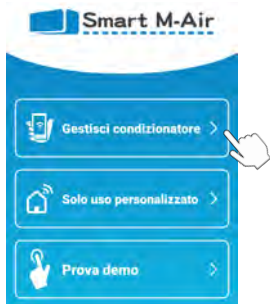 Smart M-Air
Gestisci condizionatore
Solo uso personalizzato
Prova demo